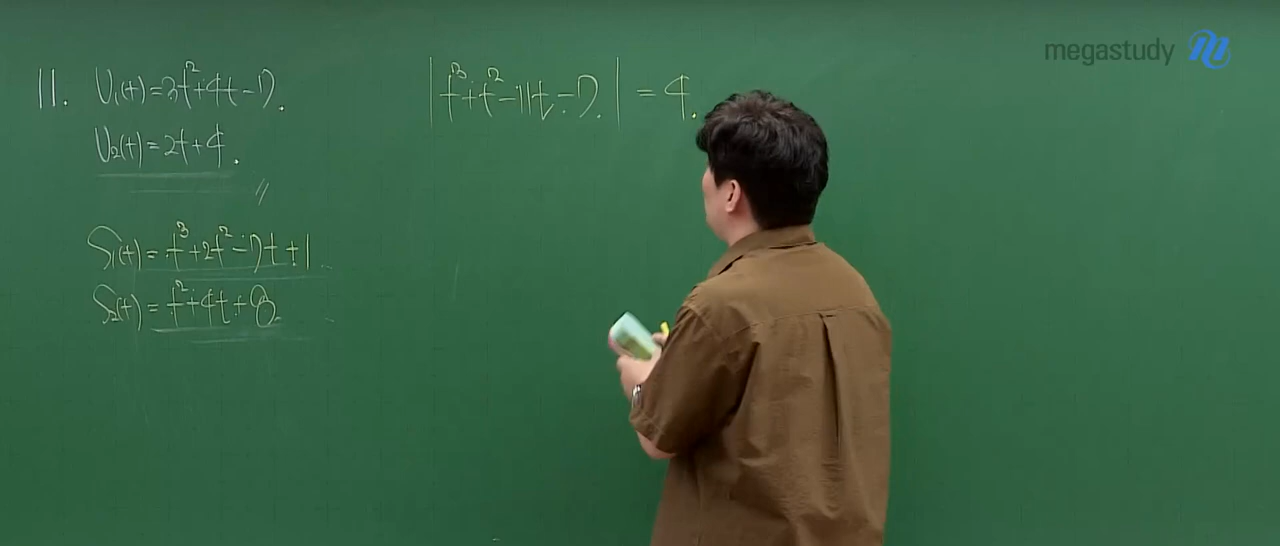 megastudy
11. V₁(t)=3t²+4t-7.
V₂(t)=2t+4.
S₁(t)=t³+2t²-7t+1
S₂(t)=t²+4t+8
|t³+t²-11t-7.|=4.